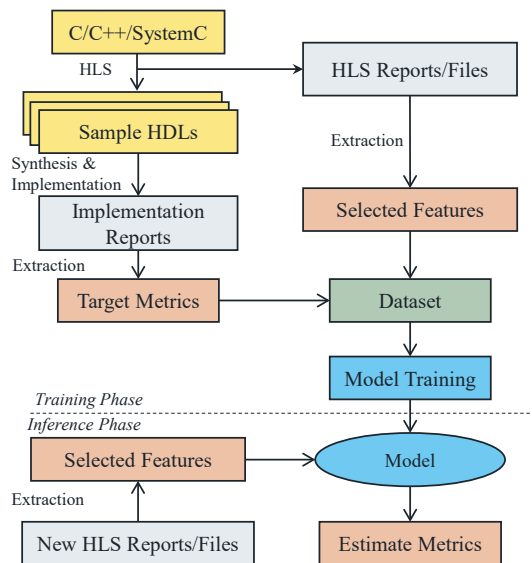 C/C++/SystemC
HLS
HLS Reports/Files
Sample HDLs
Extraction
Synthesis &
Implementation
Implementation
Reports
Selected Features
Extraction
Target Metrics
Dataset
Model Training
Training Phase
Inference Phase
Selected Features
Model
Extraction
New HLS Reports/Files
Estimate Metrics